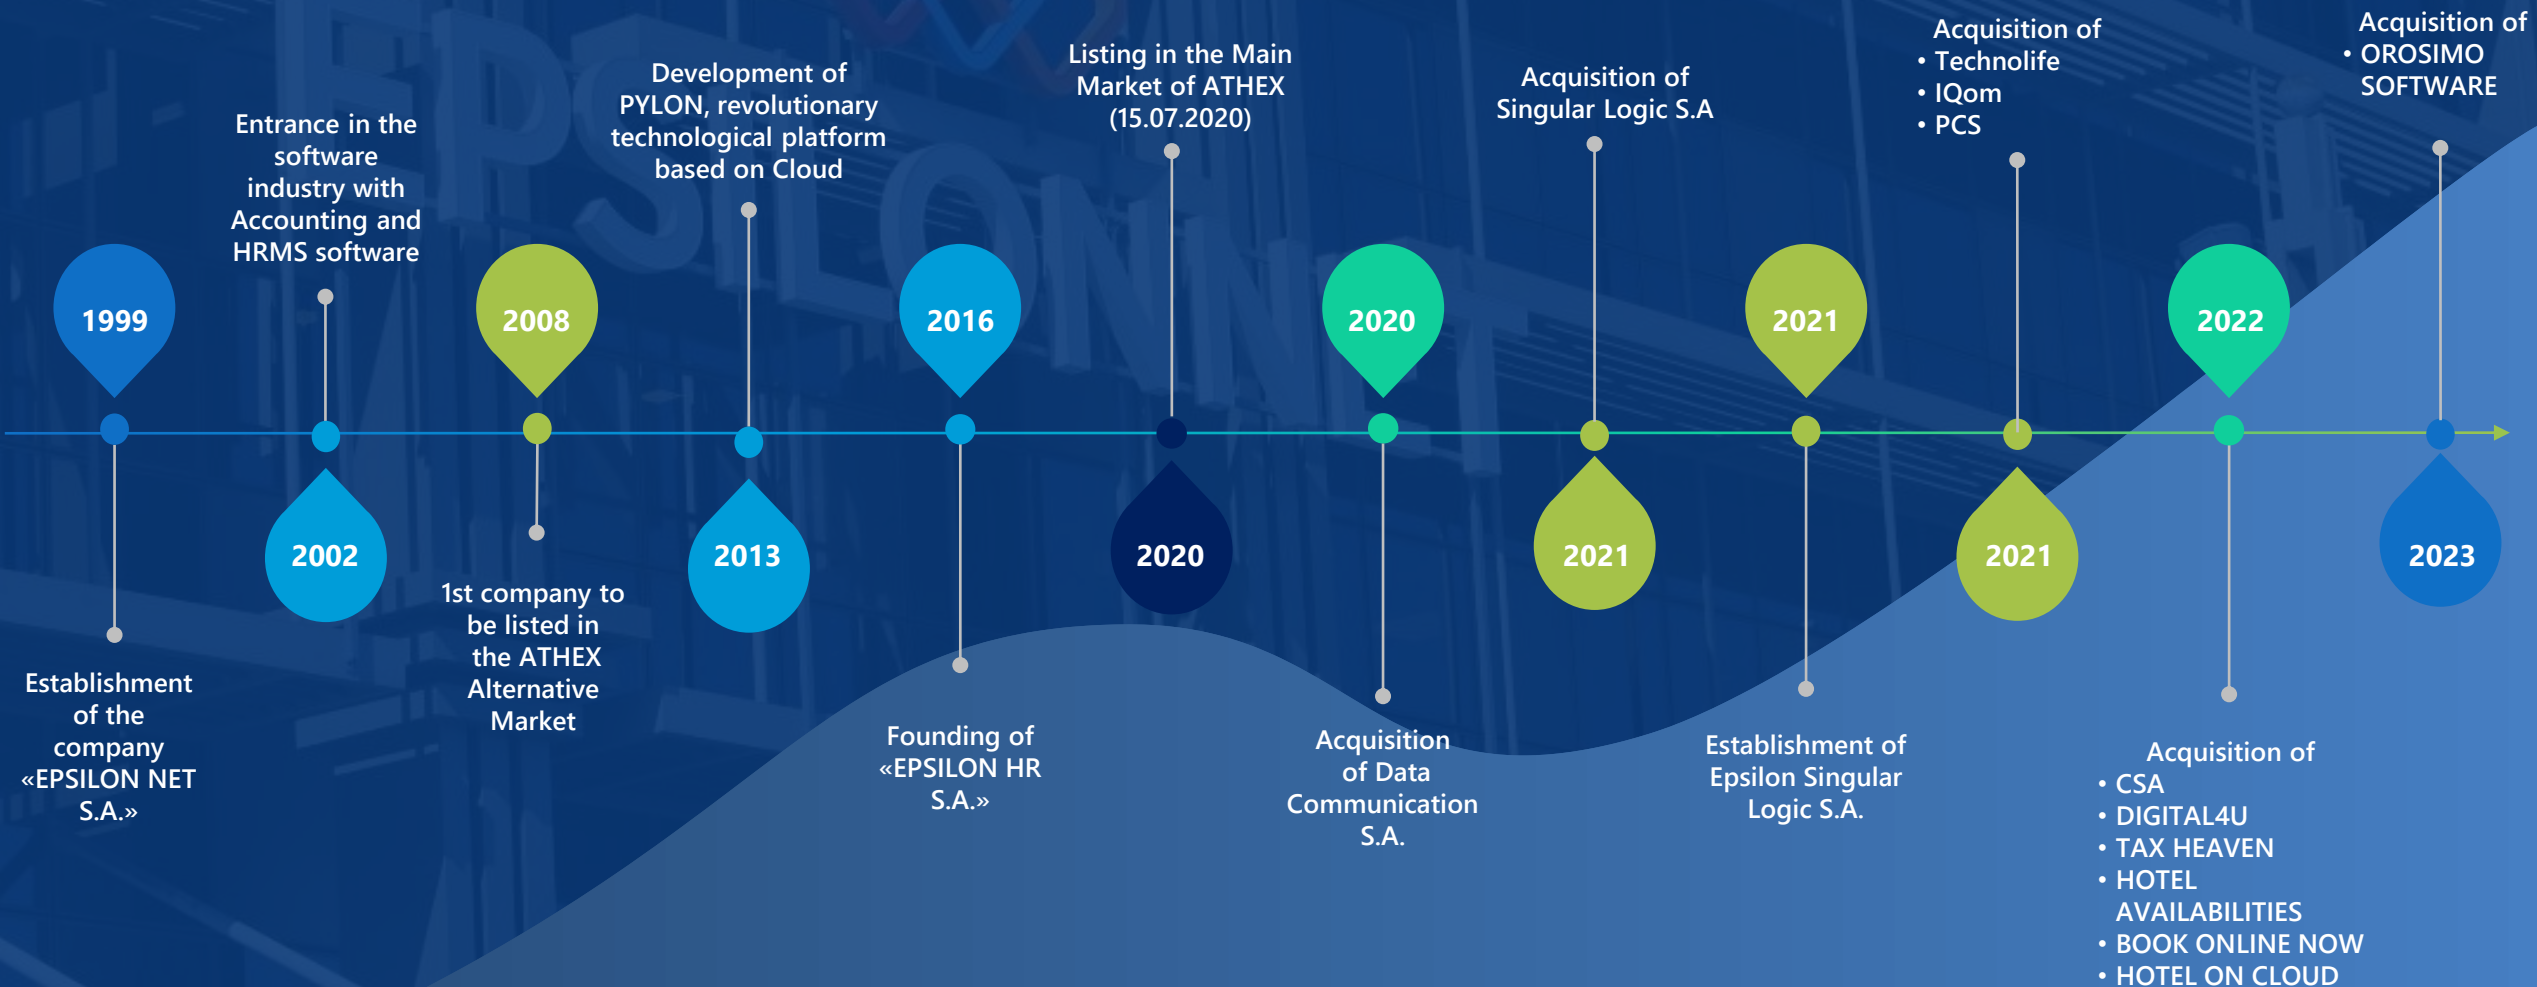 1999
Establishment
of the
company
«EPSILON NET
S.A.»
Entrance in the
software
industry with
Accounting and
HRMS software
2002
2008
1st company to
be listed in
the ATHEX
Alternative
Market
Development of
PYLON, revolutionary
technological platform
based on Cloud
2013
2016
Founding of
«EPSILON HR
S.A.»
Listing in the Main
Market of ATHEX
(15.07.2020)
2020
2020
Acquisition
of Data
Communication
S.A.
Acquisition of
Singular Logic S.A
2021
2021
Establishment of
Epsilon Singular
Logic S.A.
Acquisition of
• Technolife
• IQom
• PCS
2021
2022
Acquisition of
• CSA
• DIGITAL4U
• TAX HEAVEN
• HOTEL
AVAILABILITIES
• BOOK ONLINE NOW
• HOTEL ON CLOUD
Acquisition of
• OROSIMO
SOFTWARE
2023
EPSILONNET